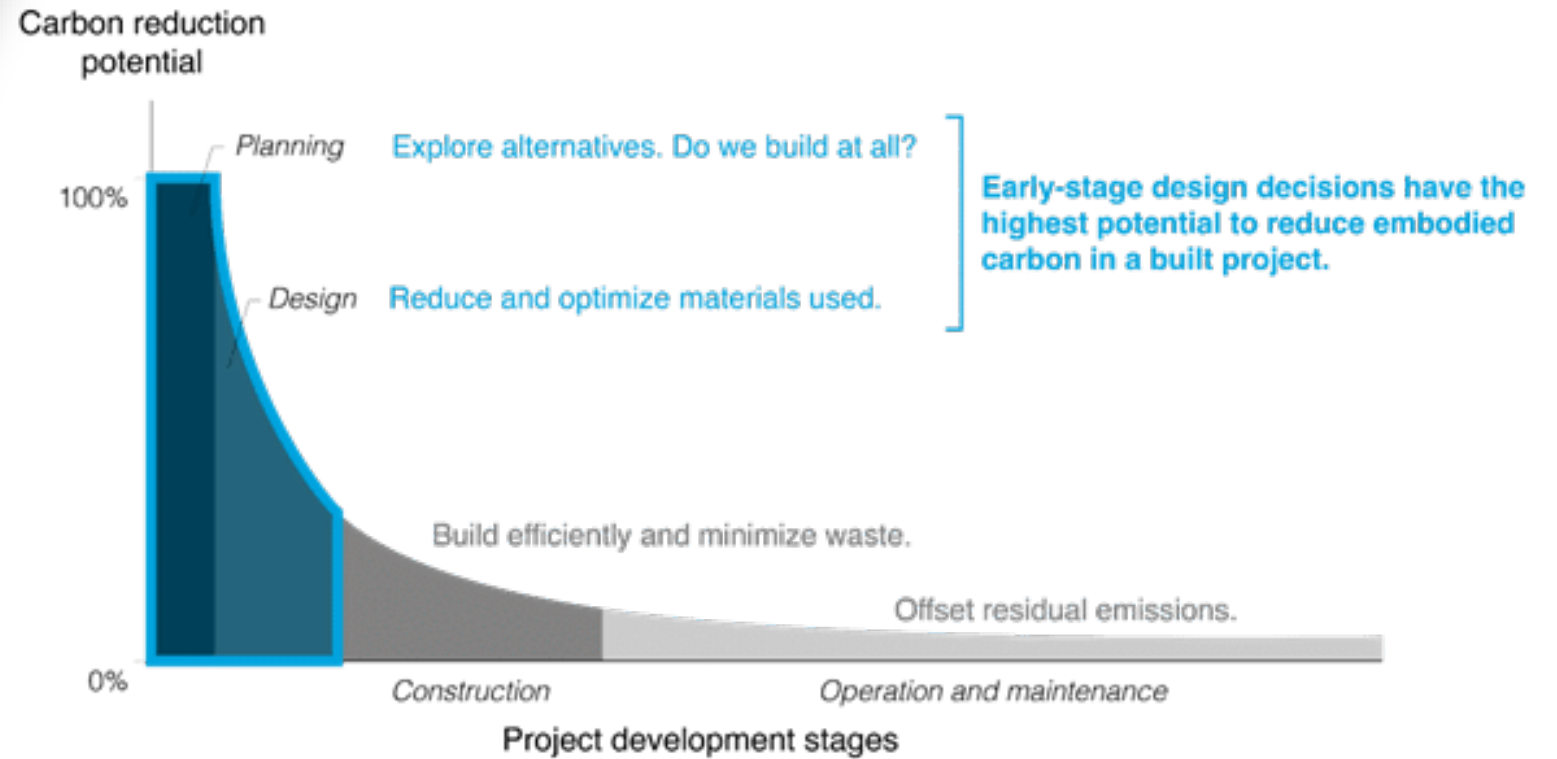 Carbon reduction
potential
Planning
Explore alternatives. Do we build at all?
100%
Early-stage design decisions have the
highest potential to reduce embodied
carbon in a built project.
Design
Reduce and optimize materials used.
Build efficiently and minimize waste.
Offset residual emissions.
0%
Construction
Operation and maintenance
Project development stages